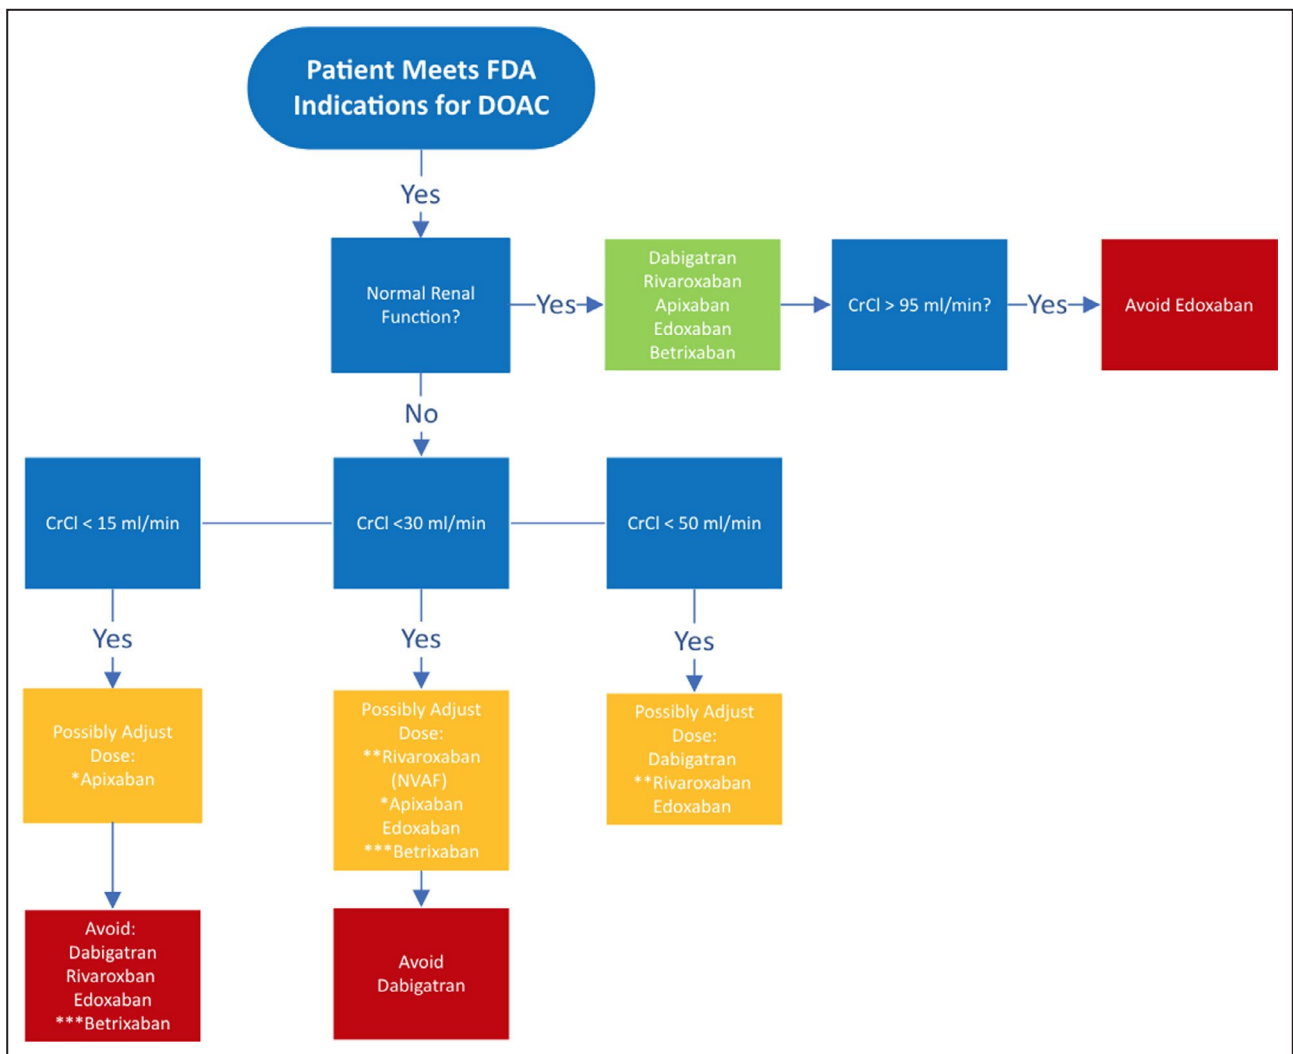 Patient Meets FDA
Indications for DOAC
Yes
Normal Renal
Function?
Yes
Dabigatran
Rivaroxaban
Apixaban
Edoxaban
Betrixaban
CrCl > 95 ml/min?
Yes
Avoid Edoxaban
No
CrCl < 15 ml/min
CrCl <30 ml/min
CrCl < 50 ml/min
Yes
Yes
Yes
Possibly Adjust
Dose:
*Apixaban
Possibly Adjust
Dose:
**Rivaroxaban
(NVAF)
*Apixaban
Edoxaban
***Betrixaban
Possibly Adjust
Dose:
Dabigatran
**Rivaroxaban
Edoxaban
Avoid:
Dabigatran
Rivaroxban
Edoxaban
***Betrixaban
Avoid
Dabigatran